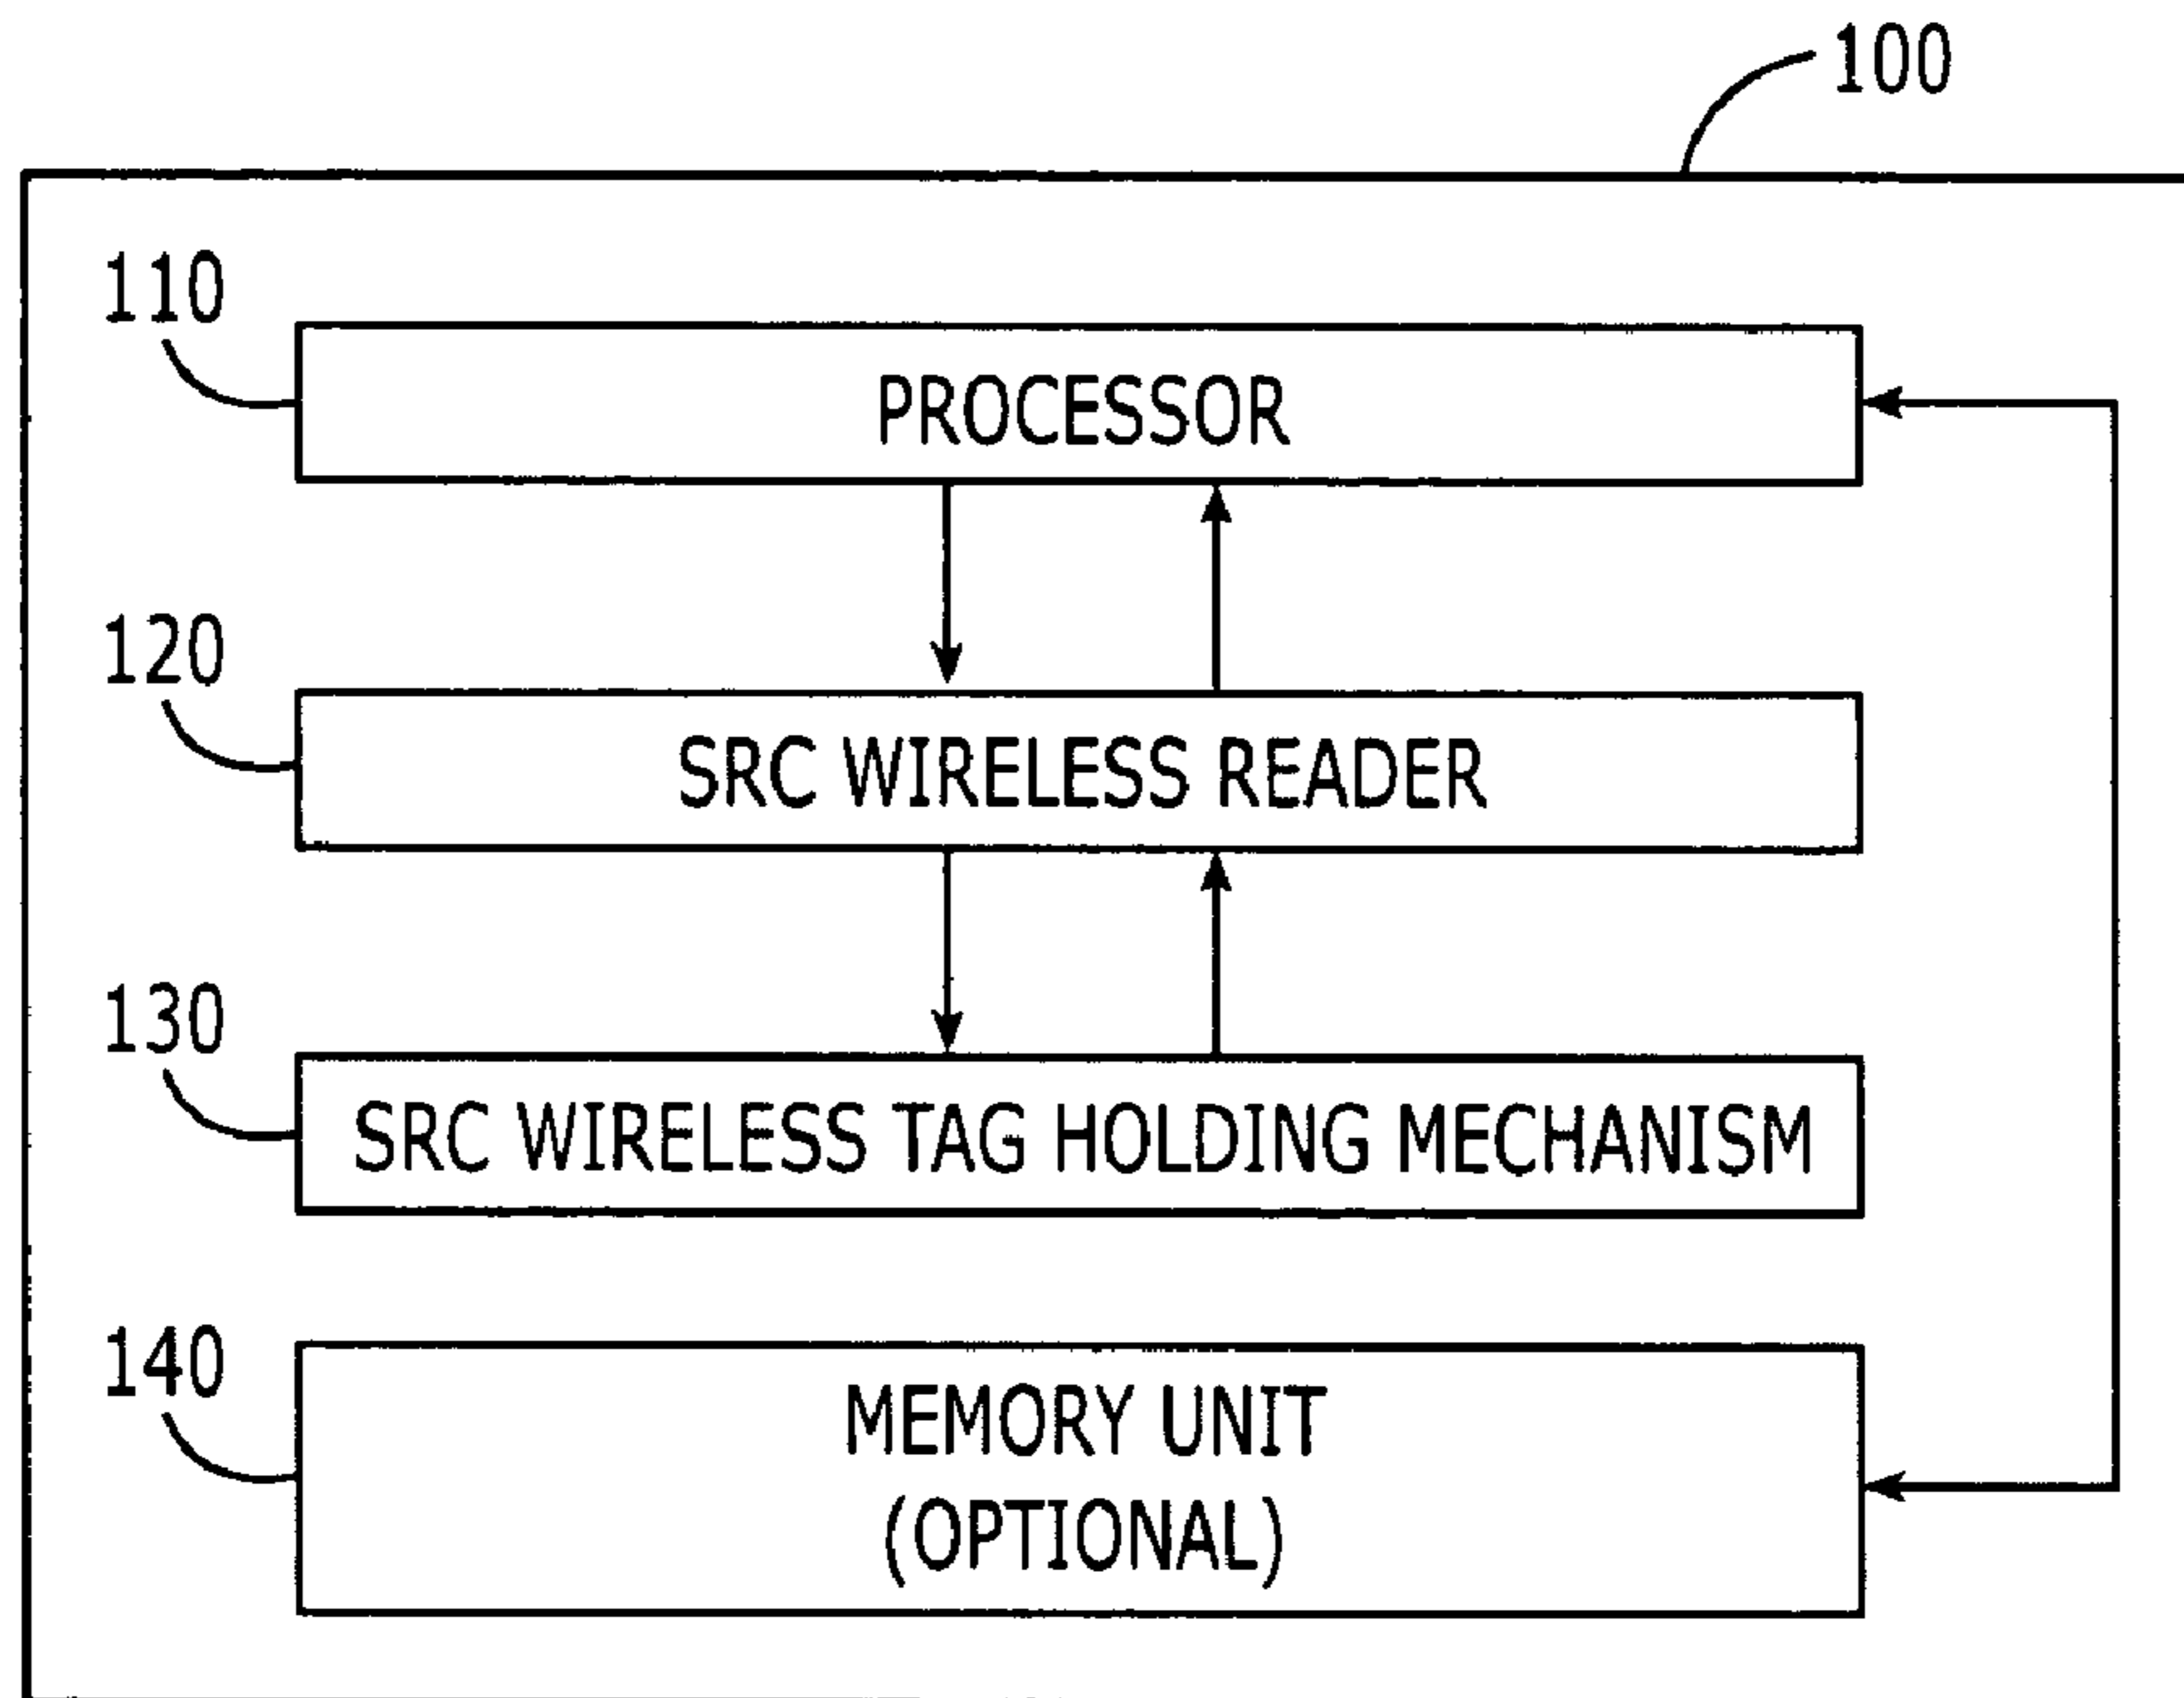 100
110
PROCESSOR
120
SRC WIRELESS READER
130
SRC WIRELESS TAG HOLDING MECHANISM
140
MEMORY UNIT
(OPTIONAL)